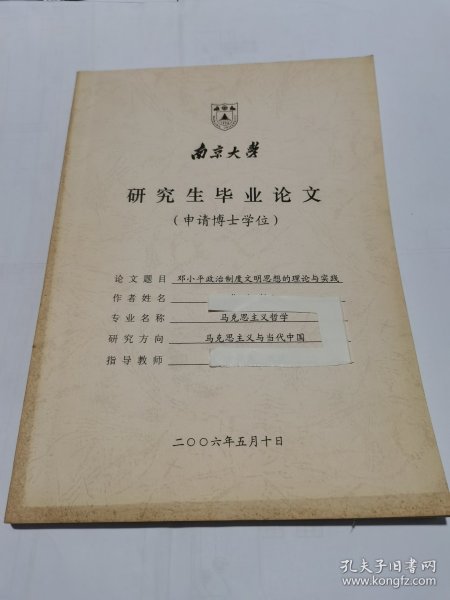 南京大学
研究生毕业论文
(申请博士学位)
论文题目 邓小平政治制度文明思想的理论与实践
作者姓名
专业名称 马克思主义哲学
研究方向 马克思主义与当代中国
指导教师
二〇〇六年五月十日
孔夫子旧书网
www.kongfz.com